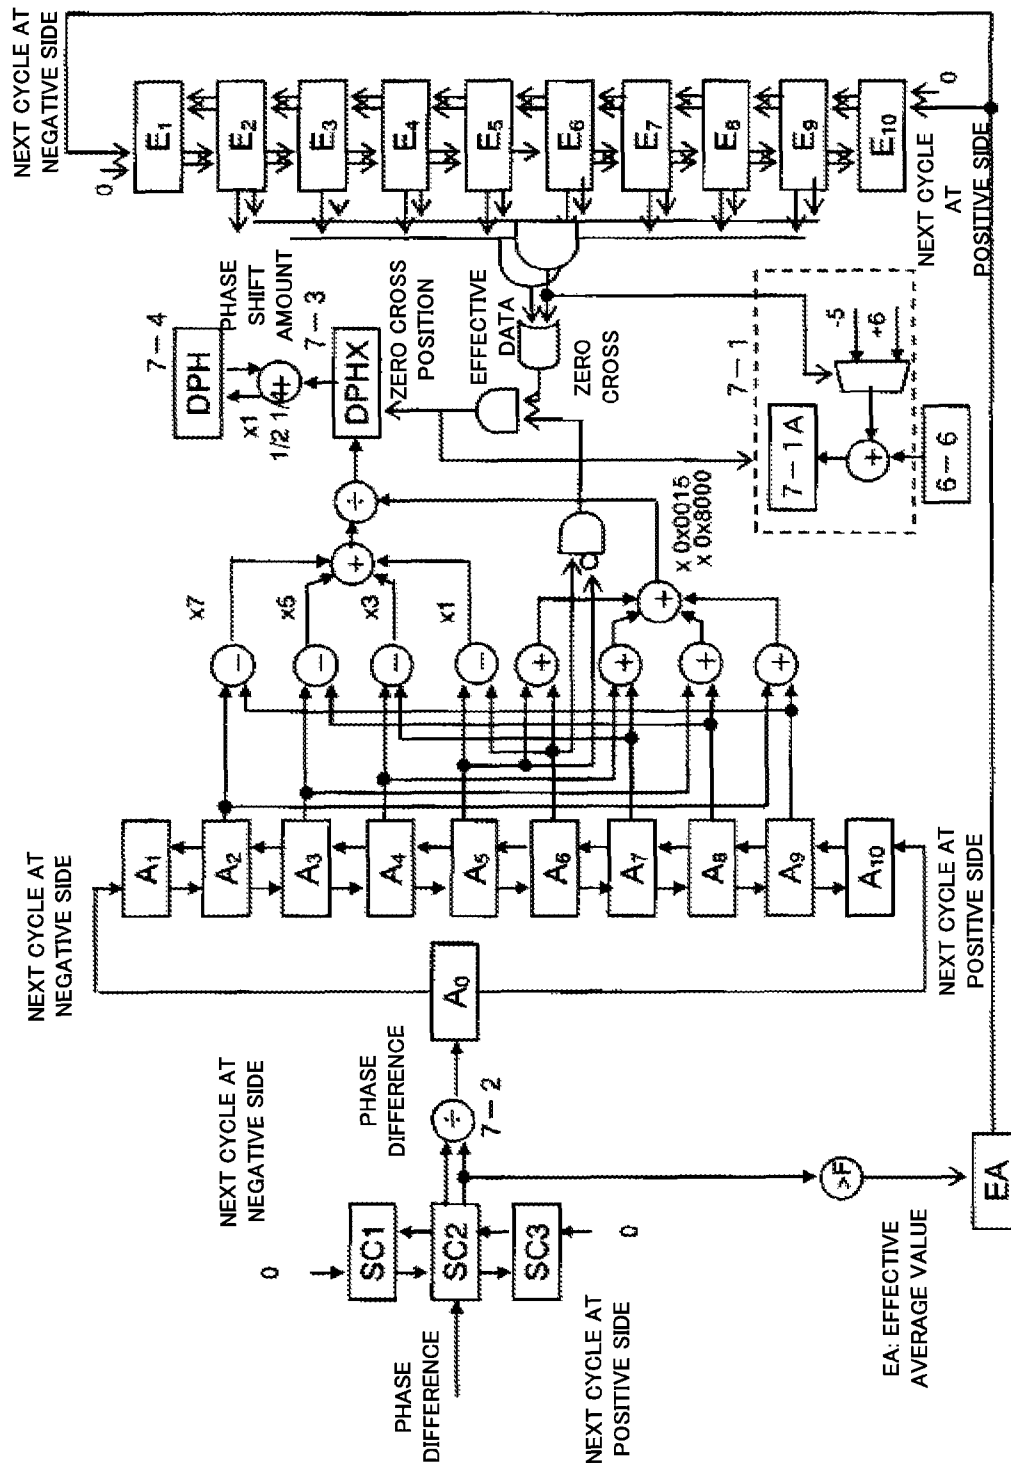 NEXT CYCLE AT
NEGATIVE SIDE
0
SC1
SC2
SC3
0
PHASE
DIFFERENCE
NEXT CYCLE AT
POSITIVE SIDE
÷
7-2
PHASE
DIFFERENCE
>F
EA
EA: EFFECTIVE
AVERAGE VALUE
A0
NEXT CYCLE AT
NEGATIVE SIDE
NEXT CYCLE AT
POSITIVE SIDE
A1
A2
A3
A4
A5
A6
A7
A8
A9
A10
−
−
−
−
+
+
+
+
x7
x5
x3
x1
+
+
x 0x0015
x 0x8000
÷
DPHX
7-3
ZERO CROSS
POSITION
+
x1
1/2 1/4
PHASE
SHIFT
AMOUNT
DPH
7-4
EFFECTIVE
DATA
ZERO
CROSS
7-1
7-1A
+
-5
+6
6-6
NEXT CYCLE AT
NEGATIVE SIDE
0
E1
E2
E3
E4
E5
E6
E7
E8
E9
E10
0
NEXT CYCLE
AT
POSITIVE SIDE